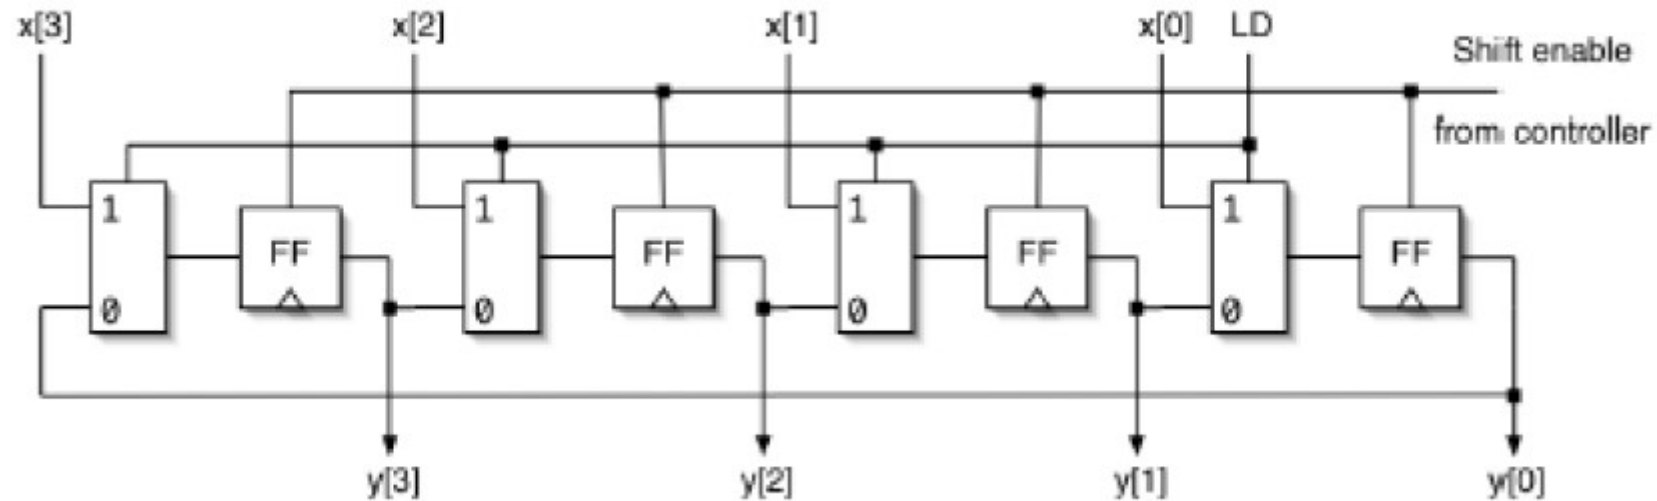 x[3]
x[2]
x[1]
x[0]
LD
Shift enable
from controller
1
1
1
1
FF
FF
FF
FF
0
0
0
0
y[3]
y[2]
y[1]
y[0]